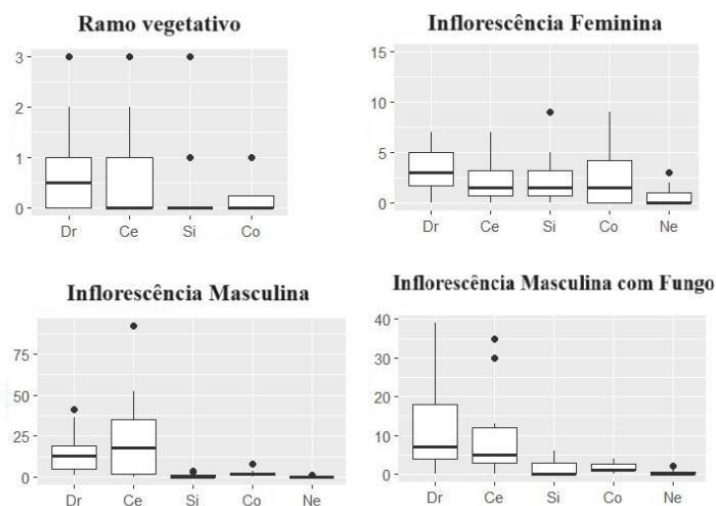 Ramo vegetativo
3
2
1
0
Dr Ce Si Co
Inflorescência Feminina
15
10
5
0
Dr Ce Si Co Ne
Inflorescência Masculina
75
50
25
0
Dr Ce Si Co Ne
Inflorescência Masculina com Fungo
40
30
20
10
0
Dr Ce Si Co Ne